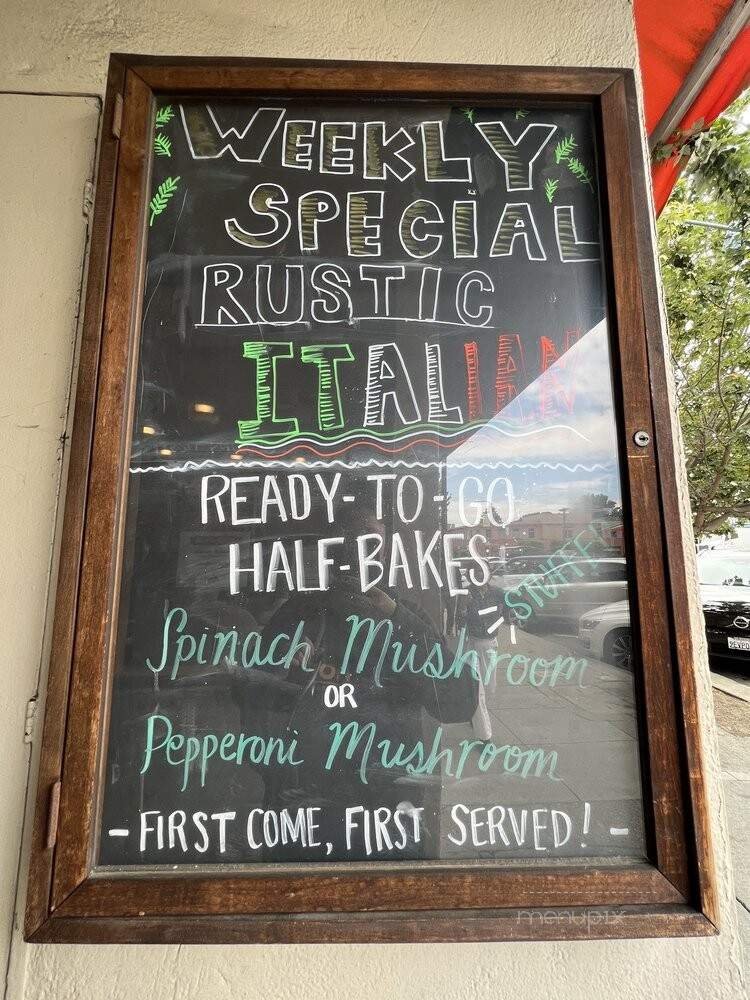 WEEKLY
SPECIAL
RUSTIC
ITALIAN
READY-TO-GO
HALF-BAKES
STUFFED
Spinach Mushroom
OR
Pepperoni Mushroom
- FIRST COME, FIRST SERVED! -
menupix